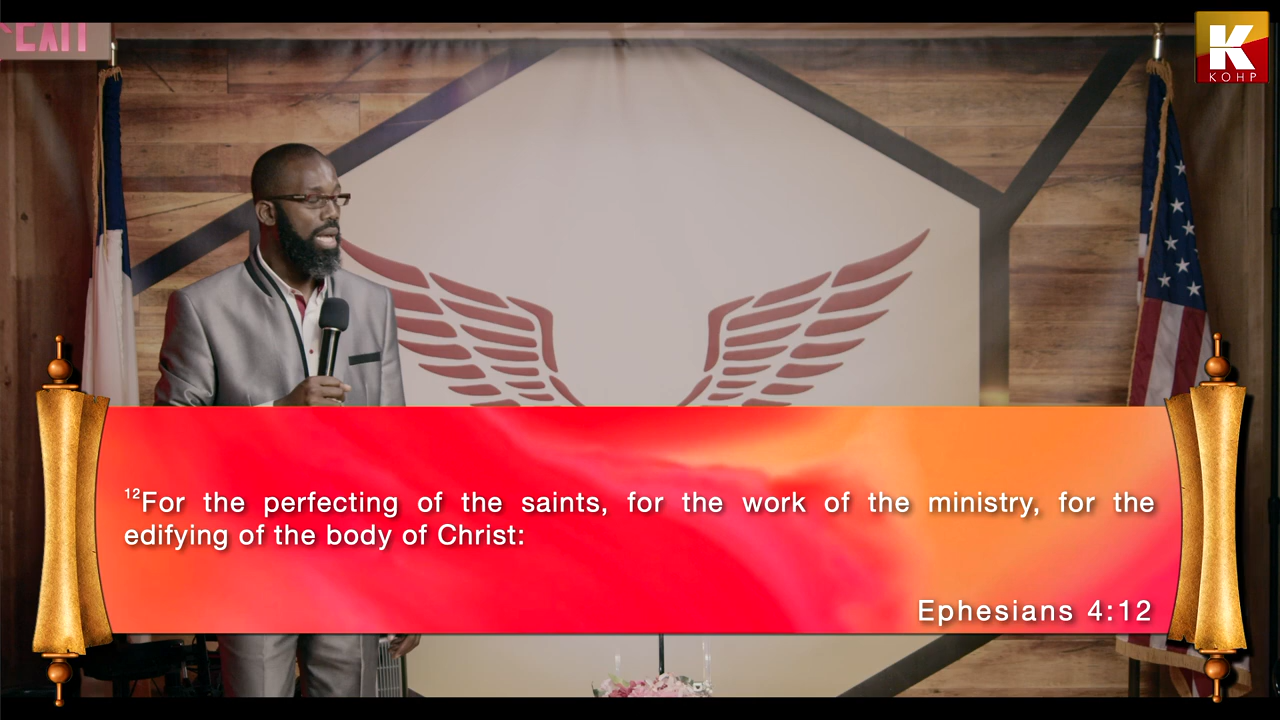 EXIT
K
KOHP
¹²For the perfecting of the saints, for the work of the ministry, for the
edifying of the body of Christ:
Ephesians 4:12